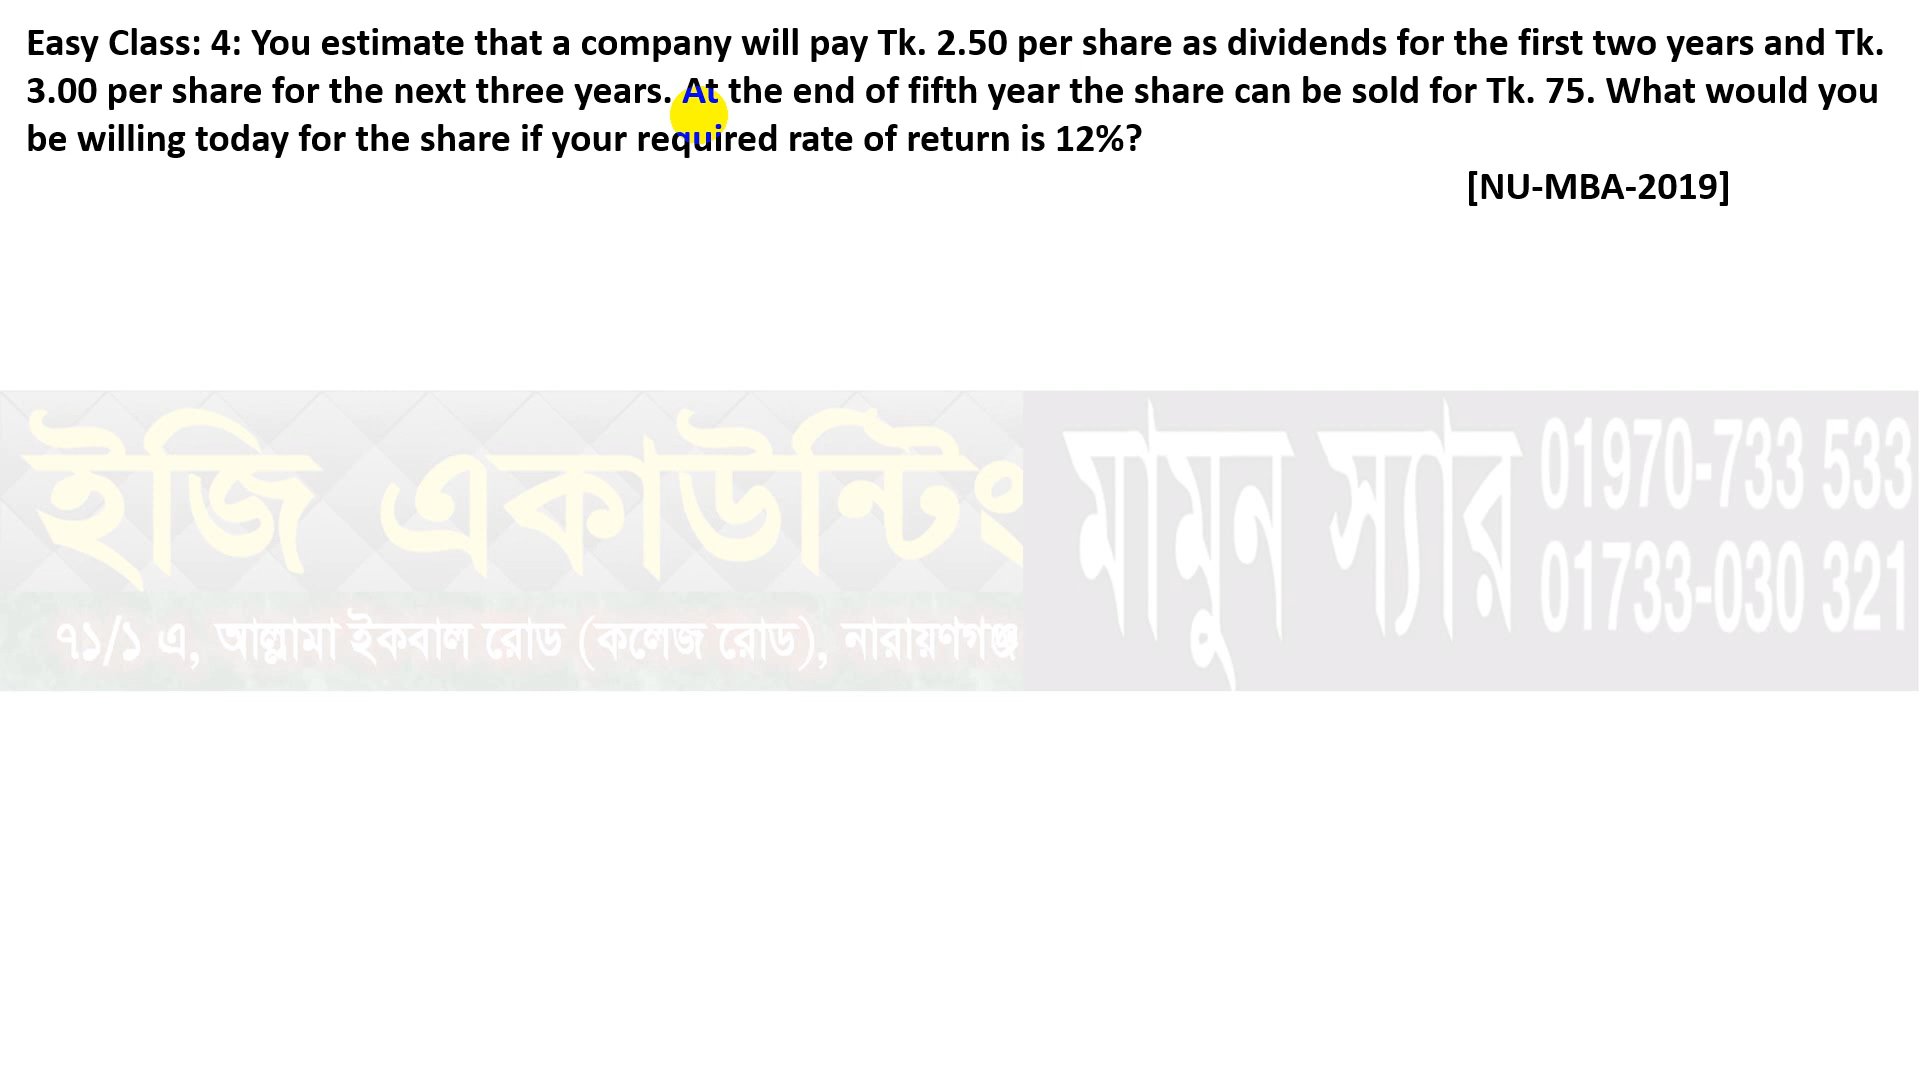 Easy Class: 4: You estimate that a company will pay Tk. 2.50 per share as dividends for the first two years and Tk.
3.00 per share for the next three years. At the end of fifth year the share can be sold for Tk. 75. What would you
be willing today for the share if your required rate of return is 12%?
[NU-MBA-2019]
ইজি একাউন্টিং
৭১/১ এ, আল্লামা ইকবাল রোড (কলেজ রোড), নারায়ণগঞ্জ
মামুন স্যার
01970-733 533
01733-030 321